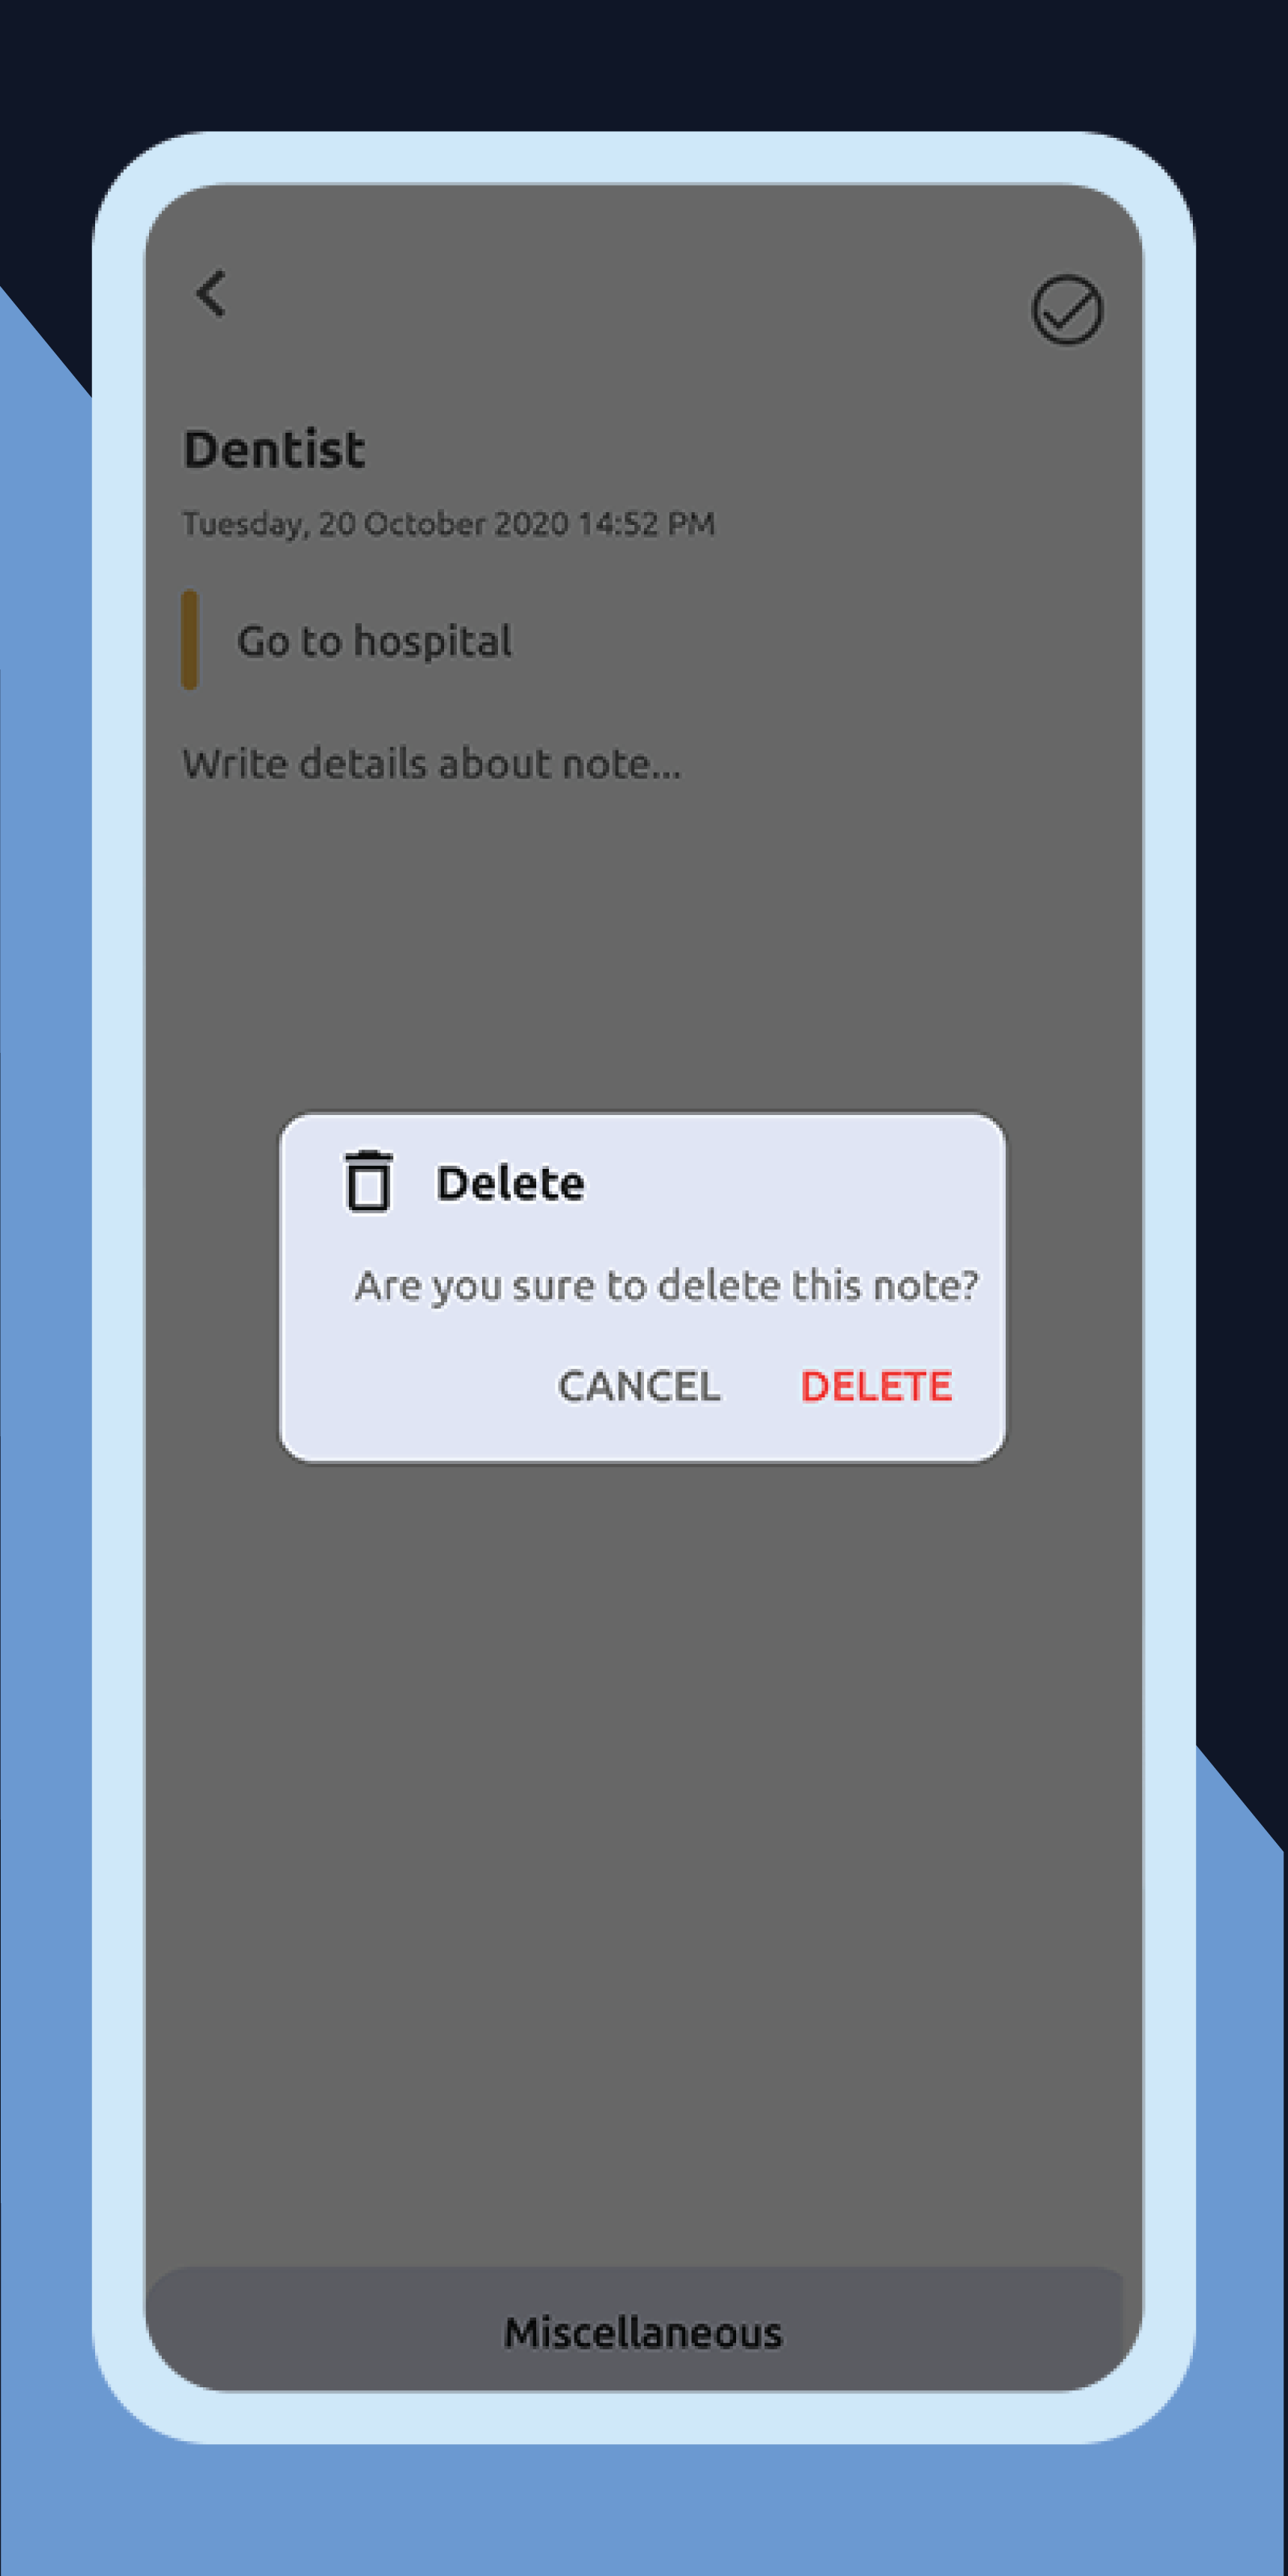 Dentist
Tuesday, 20 October 2020 14:52 PM
Go to hospital
Write details about note...
Delete
Are you sure to delete this note?
CANCEL DELETE
Miscellaneous